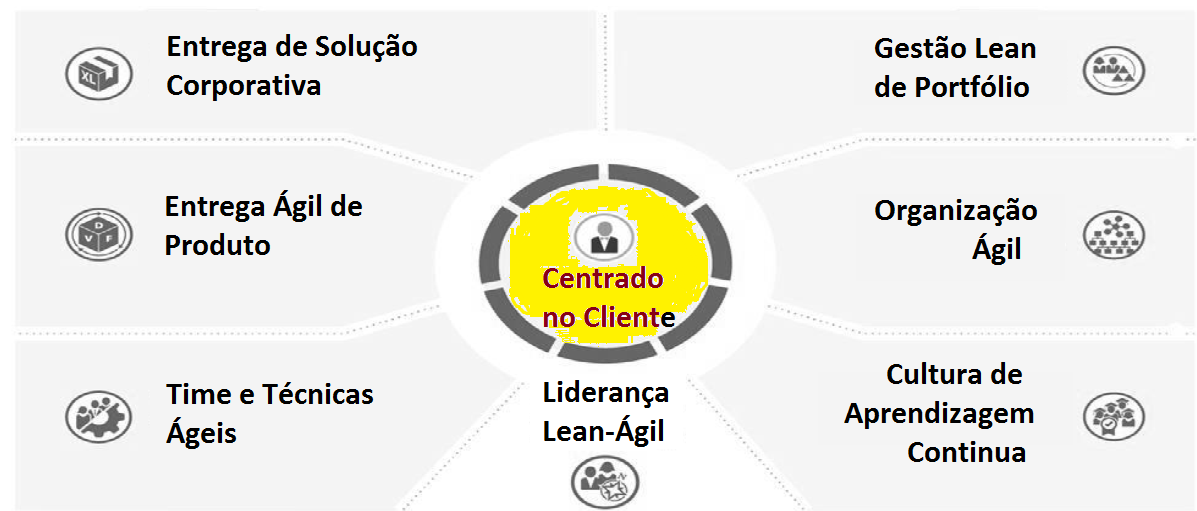 Entrega de Solução
Corporativa
Gestão Lean
de Portfólio
XL
Entrega Ágil de
Produto
D
V F
Centrado
no Cliente
Organização
Ágil
Time e Técnicas
Ágeis
Liderança
Lean-Ágil
N
Cultura de
Aprendizagem
Continua